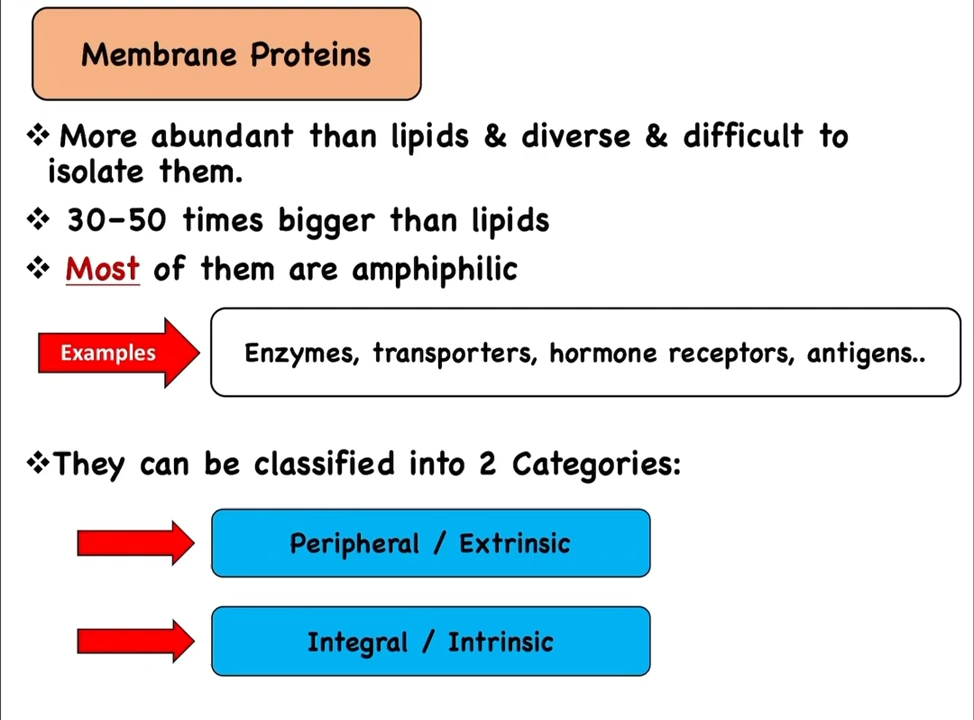 Membrane Proteins
❖ More abundant than lipids & diverse & difficult to
isolate them.
❖ 30-50 times bigger than lipids
❖ Most of them are amphiphilic
Examples
Enzymes, transporters, hormone receptors, antigens..
❖They can be classified into 2 Categories:
Peripheral / Extrinsic
Integral / Intrinsic